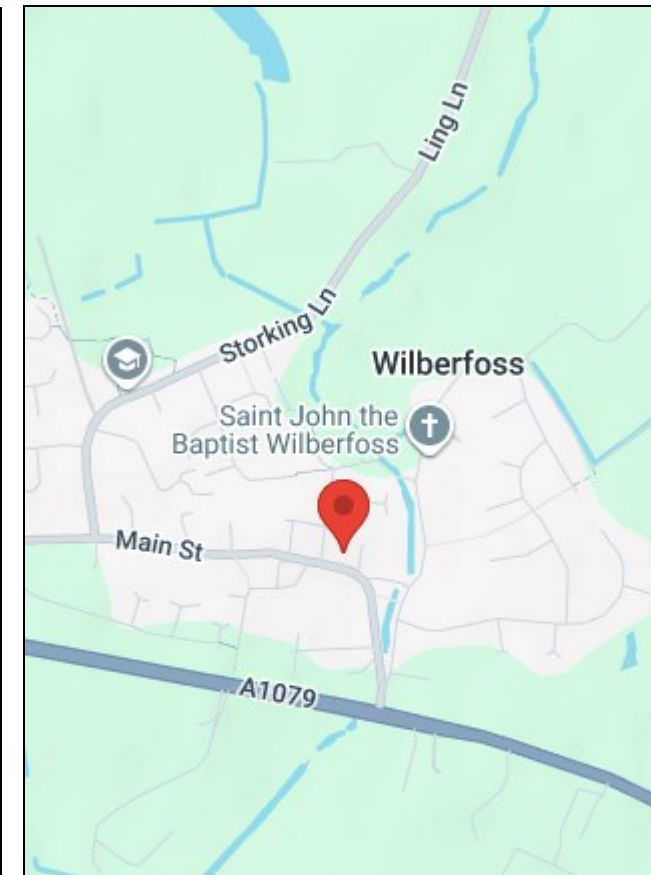 Ling Ln
Storking Ln
Wilberfoss
Saint John the
Baptist Wilberfoss
Main St
A1079